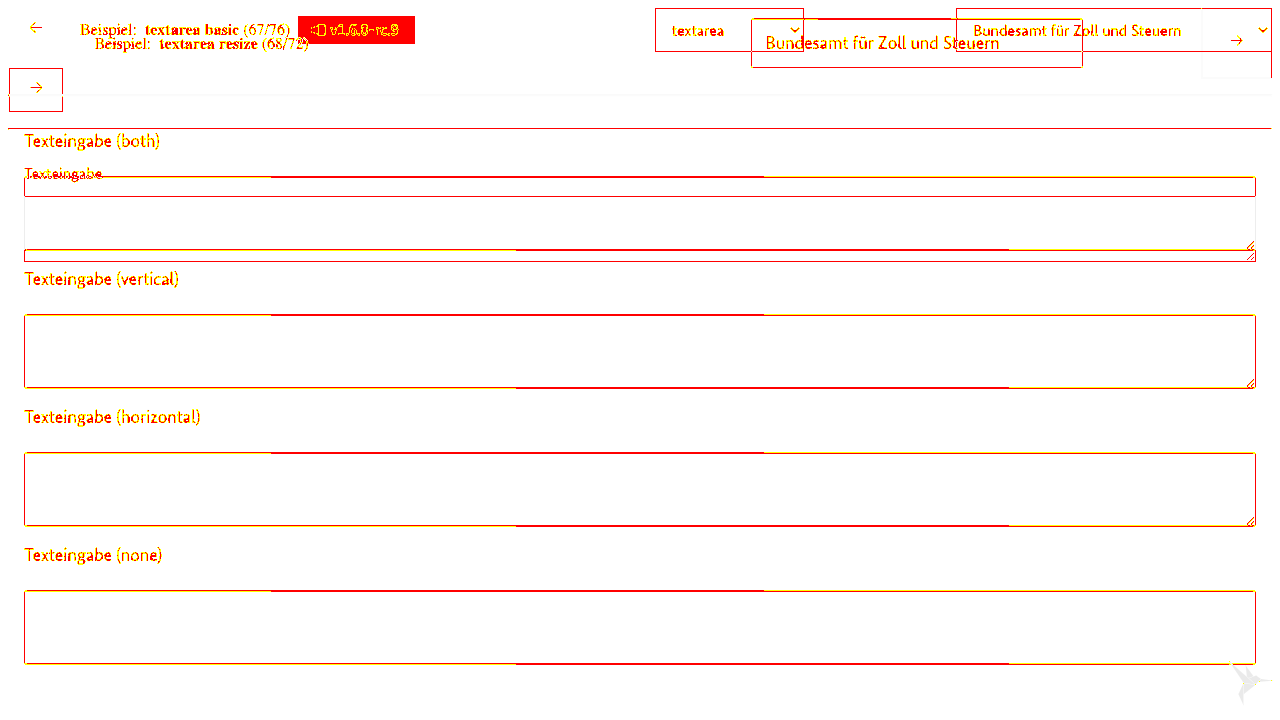 ← Beispiel: textarea basic (67/76) v1.6.0-rc.9 textarea Bundesamt für Zoll und Steuern
Beispiel: textarea resize (68/72) Bundesamt für Zoll und Steuern →
→
Texteingabe (both)
Texteingabe
Texteingabe (vertical)
Texteingabe (horizontal)
Texteingabe (none)